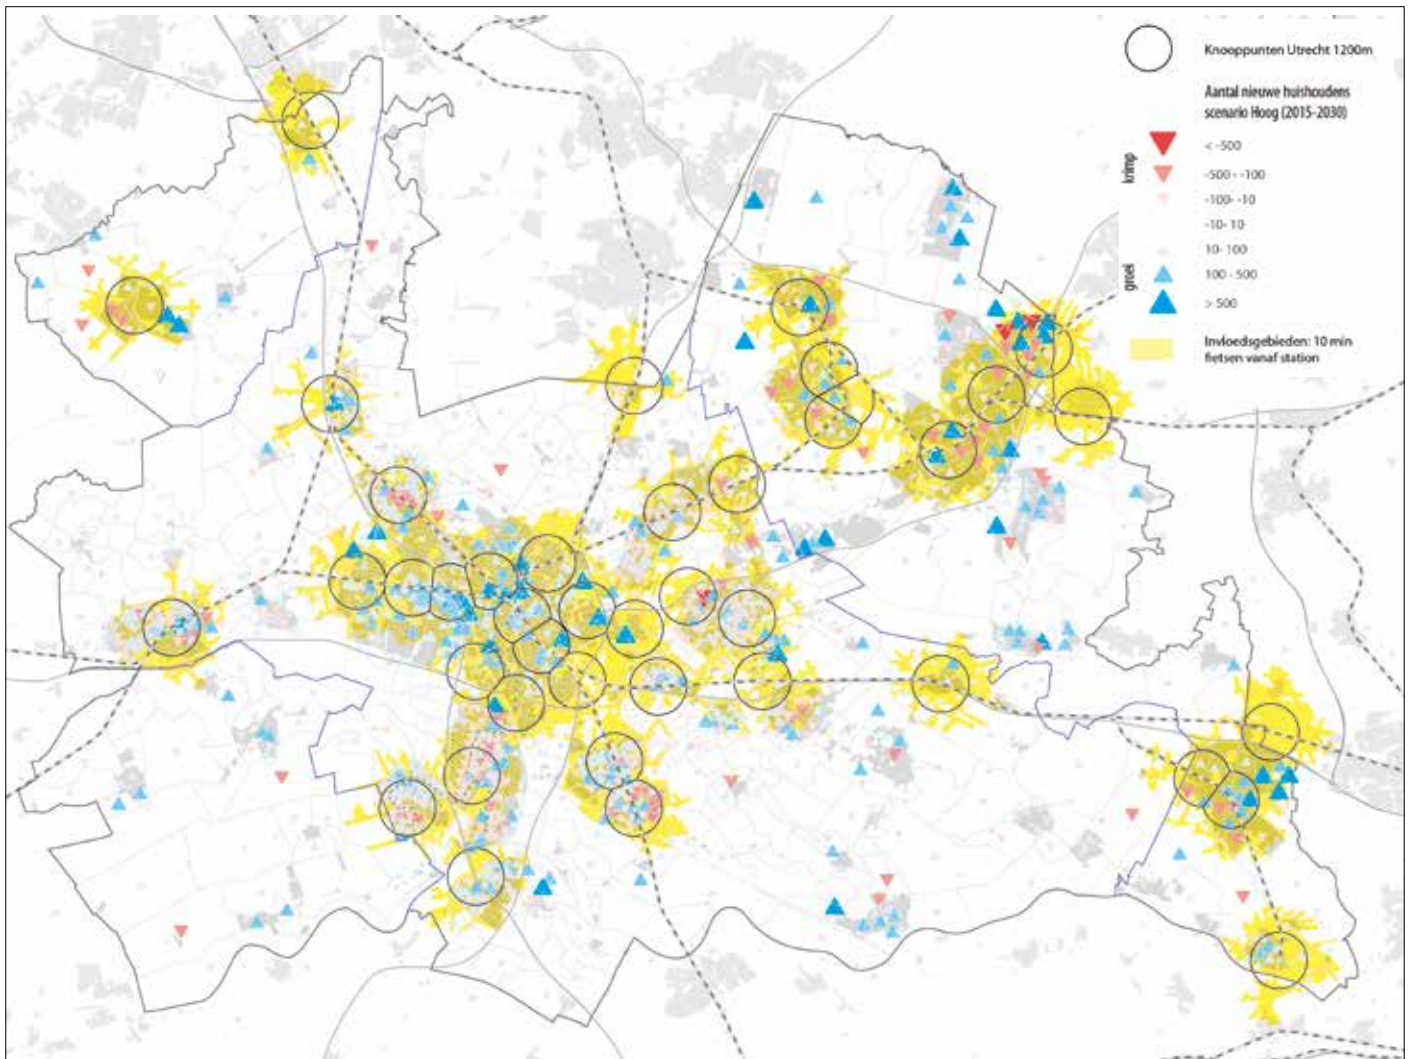 Knooppunten Utrecht 1200m
Aantal nieuwe huishoudens
scenario Hoog (2015-2030)
krimp
< -500
-500 - -100
-100- -10
-10- 10
10- 100
groei
100 - 500
> 500
Invloedsgebieden: 10 min
fietsen vanaf station